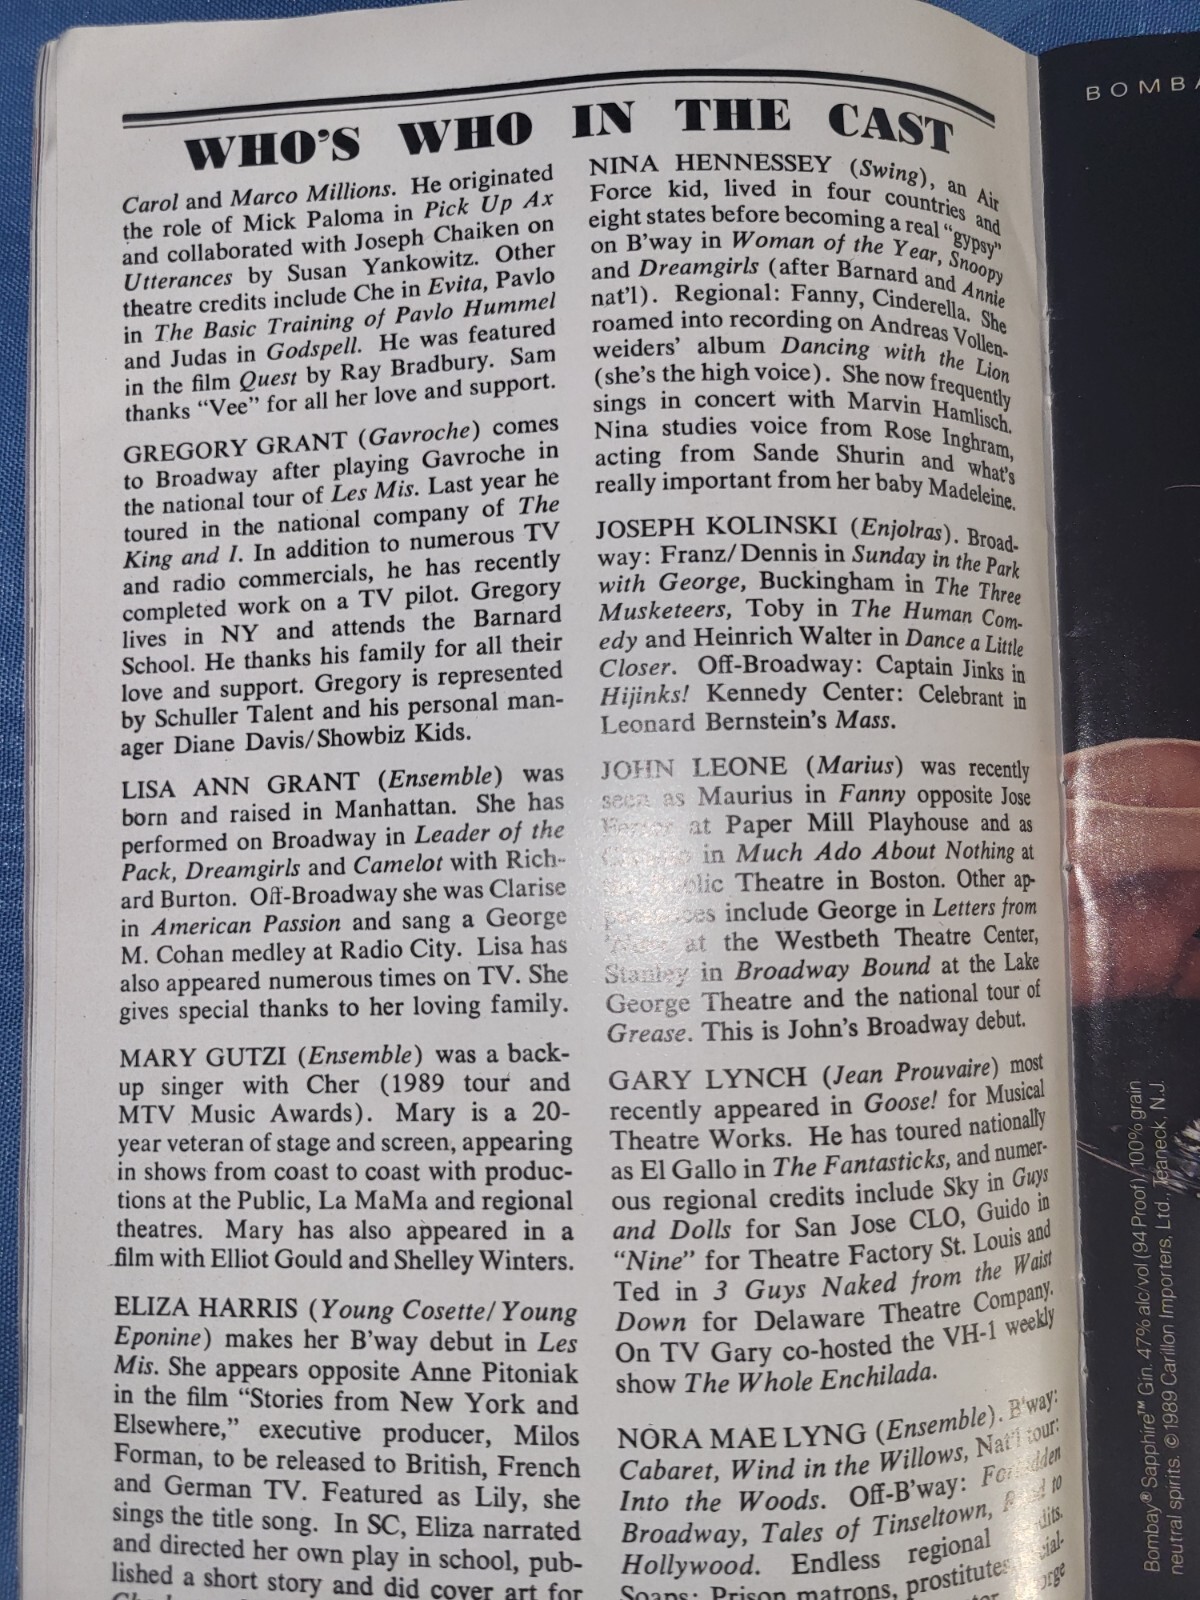 WHO'S WHO IN THE CAST
Carol and Marco Millions. He originated
the role of Mick Paloma in Pick Up Ax
and collaborated with Joseph Chaiken on
Utterances by Susan Yankowitz. Other
theatre credits include Che in Evita, Pavlo
in The Basic Training of Pavlo Hummel
and Judas in Godspell. He was featured
in the film Quest by Ray Bradbury. Sam
thanks "Vee" for all her love and support.
GREGORY GRANT (Gavroche) comes
to Broadway after playing Gavroche in
the national tour of Les Mis. Last year he
toured in the national company of The
King and I. In addition to numerous TV
and radio commercials, he has recently
completed work on a TV pilot. Gregory
lives in NY and attends the Barnard
School. He thanks his family for all their
love and support. Gregory is represented
by Schuller Talent and his personal man-
ager Diane Davis/Showbiz Kids.
LISA ANN GRANT (Ensemble) was
born and raised in Manhattan. She has
performed on Broadway in Leader of the
Pack, Dreamgirls and Camelot with Rich-
ard Burton. Off-Broadway she was Clarise
in American Passion and sang a George
M. Cohan medley at Radio City. Lisa has
also appeared numerous times on TV. She
gives special thanks to her loving family.
MARY GUTZI (Ensemble) was a back-
up singer with Cher (1989 tour and
MTV Music Awards). Mary is a 20-
year veteran of stage and screen, appearing
in shows from coast to coast with produc-
tions at the Public, La MaMa and regional
theatres. Mary has also appeared in a
film with Elliot Gould and Shelley Winters.
ELIZA HARRIS (Young Cosette/Young
Eponine) makes her B'way debut in Les
Mis. She appears opposite Anne Pitoniak
in the film "Stories from New York and
Elsewhere," executive producer, Milos
Forman, to be released to British, French
and German TV. Featured as Lily, she
sings the title song. In SC, Eliza narrated
and directed her own play in school, pub-
lished a short story and did cover art for
NINA HENNESSEY (Swing), an Air
Force kid, lived in four countries and
eight states before becoming a real "gypsy"
on B'way in Woman of the Year, Snoopy
and Dreamgirls (after Barnard and Annie
nat'l). Regional: Fanny, Cinderella. She
roamed into recording on Andreas Vollen-
weiders' album Dancing with the Lion
(she's the high voice). She now frequently
sings in concert with Marvin Hamlisch.
Nina studies voice from Rose Inghram,
acting from Sande Shurin and what's
really important from her baby Madeleine.
JOSEPH KOLINSKI (Enjolras). Broad-
way: Franz/Dennis in Sunday in the Park
with George, Buckingham in The Three
Musketeers, Toby in The Human Com-
edy and Heinrich Walter in Dance a Little
Closer. Off-Broadway: Captain Jinks in
Hijinks! Kennedy Center: Celebrant in
Leonard Bernstein's Mass.
JOHN LEONE (Marius) was recently
seen as Maurius in Fanny opposite Jose
at Paper Mill Playhouse and as
in Much Ado About Nothing at
Theatre in Boston. Other ap-
include George in Letters from
at the Westbeth Theatre Center,
Stanley in Broadway Bound at the Lake
George Theatre and the national tour of
Grease. This is John's Broadway debut.
GARY LYNCH (Jean Prouvaire) most
recently appeared in Goose! for Musical
Theatre Works. He has toured nationally
as El Gallo in The Fantasticks, and numer-
ous regional credits include Sky in Guys
and Dolls for San Jose CLO, Guido in
"Nine" for Theatre Factory St. Louis and
Ted in 3 Guys Naked from the Waist
Down for Delaware Theatre Company.
On TV Gary co-hosted the VH-1 weekly
show The Whole Enchilada.
NORA MAE LYNG (Ensemble). B'way:
Cabaret, Wind in the Willows, Nat'l tour:
Into the Woods. Off-B'way: Forbidden
Broadway, Tales of Tinseltown, Road to
Hollywood. Endless regional
Soaps: Prison matrons, prostitutes
BOMBA
Bombay® Sapphire™ Gin. 47% alc/vol (94 Proof). 100% grain
neutral spirits. © 1989 Carillon Importers, Ltd., Teaneck, N.J.